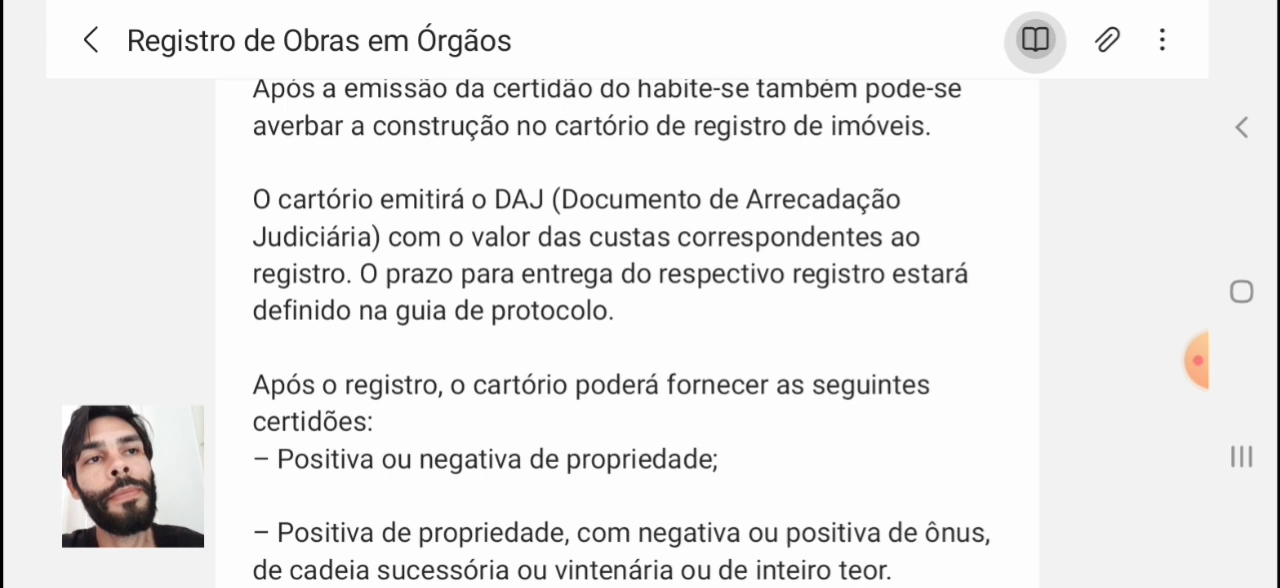 Registro de Obras em Órgãos
Após a emissão da certidão do habite-se também pode-se
averbar a construção no cartório de registro de imóveis.
O cartório emitirá o DAJ (Documento de Arrecadação
Judiciária) com o valor das custas correspondentes ao
registro. O prazo para entrega do respectivo registro estará
definido na guia de protocolo.
Após o registro, o cartório poderá fornecer as seguintes
certidões:
– Positiva ou negativa de propriedade;
– Positiva de propriedade, com negativa ou positiva de ônus,
de cadeia sucessória ou vintenária ou de inteiro teor.